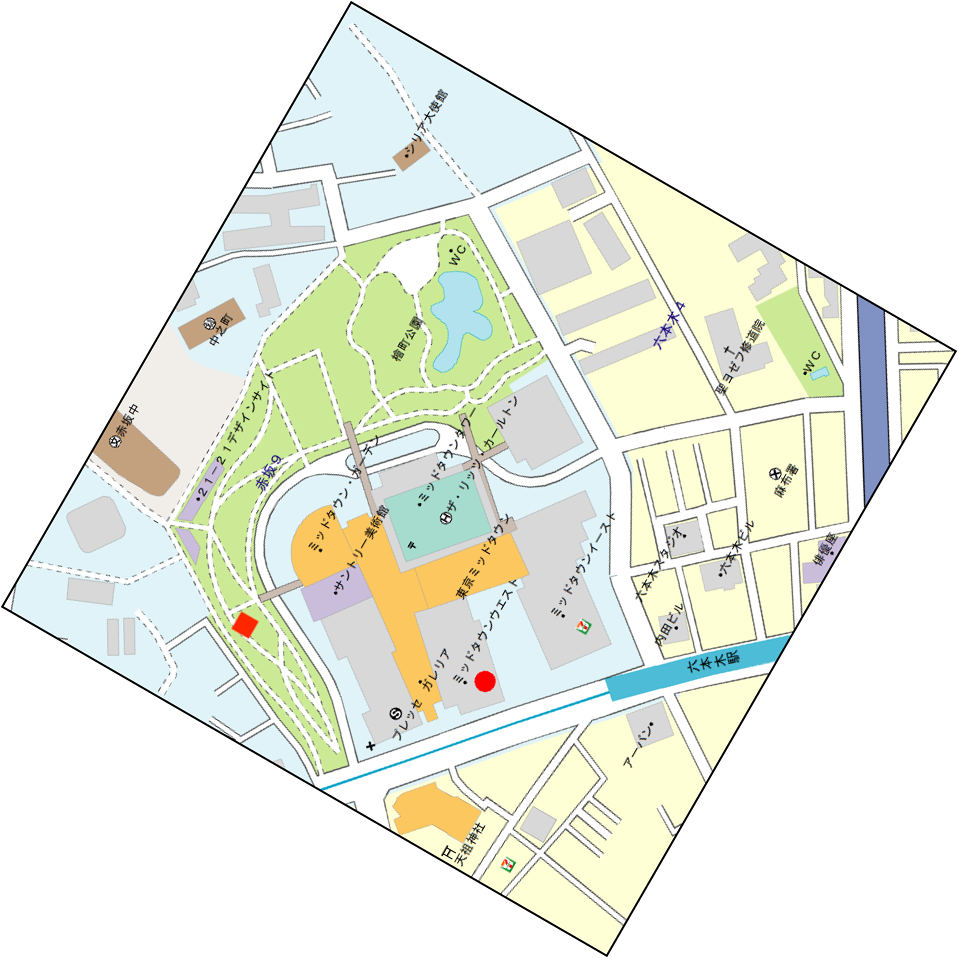 シリア大使館
WC
中之町
檜町公園
六本木4
聖ヨゼフ修道院
WC
赤坂中
21-21デザインサイト
赤坂9
ミッドタウン・ガーデン
ミッドタウンタワー
ザ・リッツ・カールトン
サントリー美術館
東京ミッドタウン
ミッドタウンイースト
麻布署
六本木スタジオ
六本木ビル
俳優座
内田ビル
ミッドタウンウエスト
ガレリア
プレッセ
六本木駅
アーバン
天祖神社